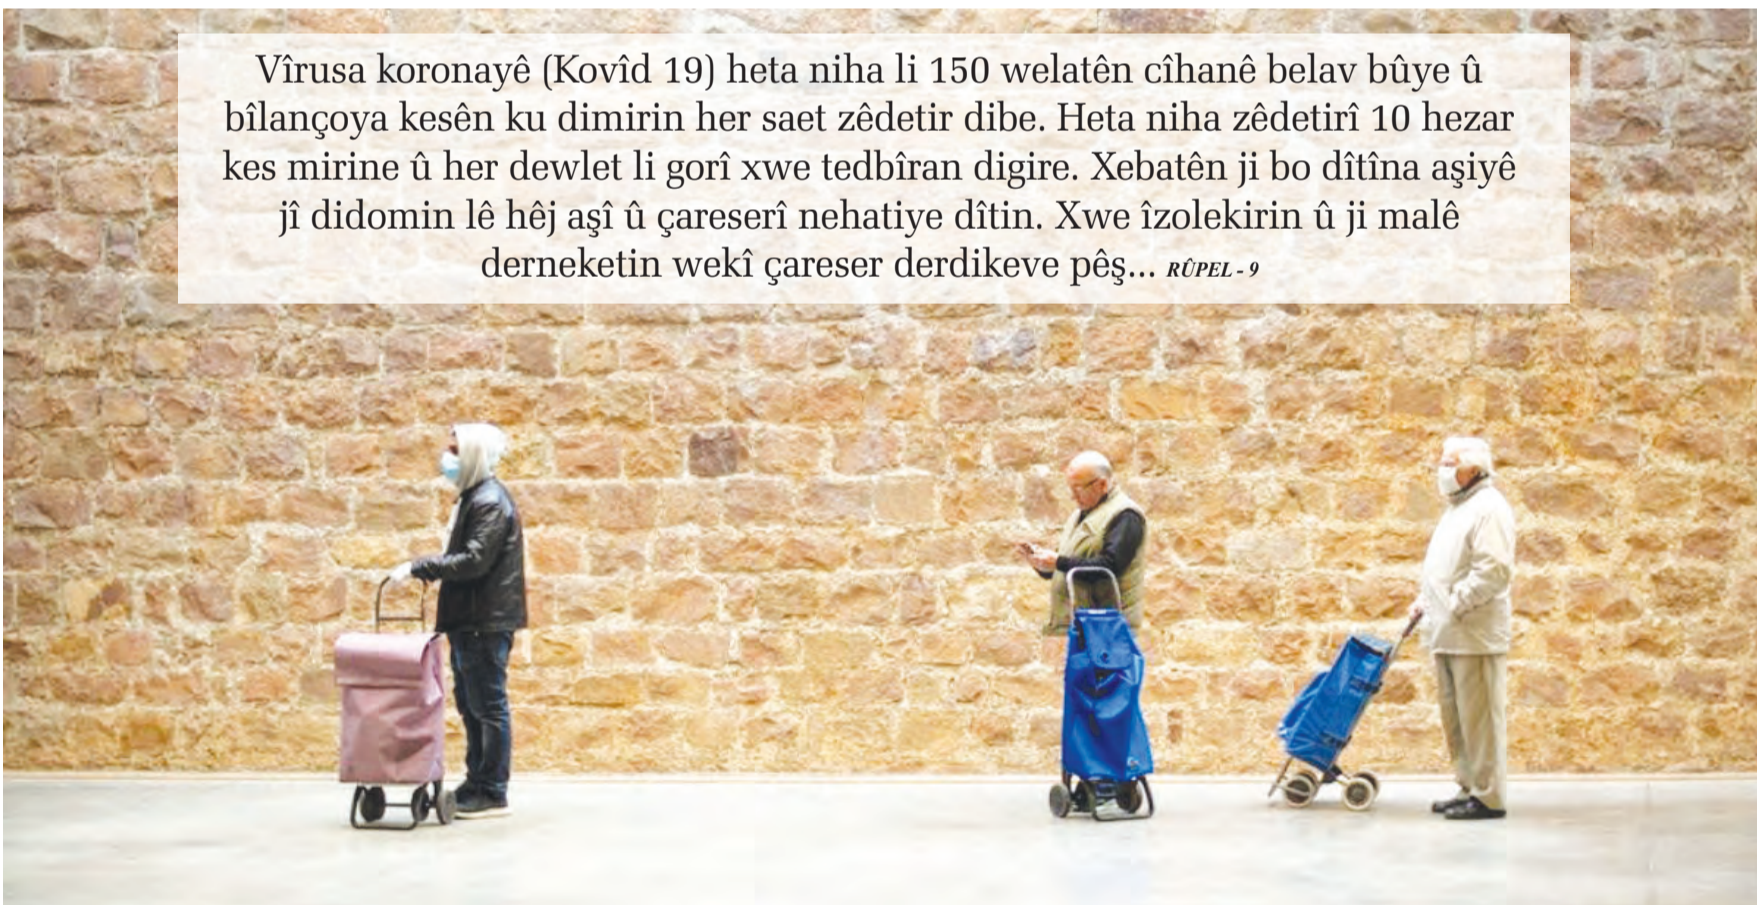 Vîrusa koronayê (Kovîd 19) heta niha li 150 welatên cîhanê belav bûye û
bîlançoya kesên ku dimirin her saet zêdetir dibe. Heta niha zêdetirî 10 hezar
kes mirine û her dewlet li gorî xwe tedbîran digire. Xebatên ji bo dîtîna aşiyê
jî didomin lê hêj aşî û çareserî nehatiye dîtin. Xwe îzolekirin û ji malê
derneketin wekî çareser derdikeve pêş... RÛPEL - 9